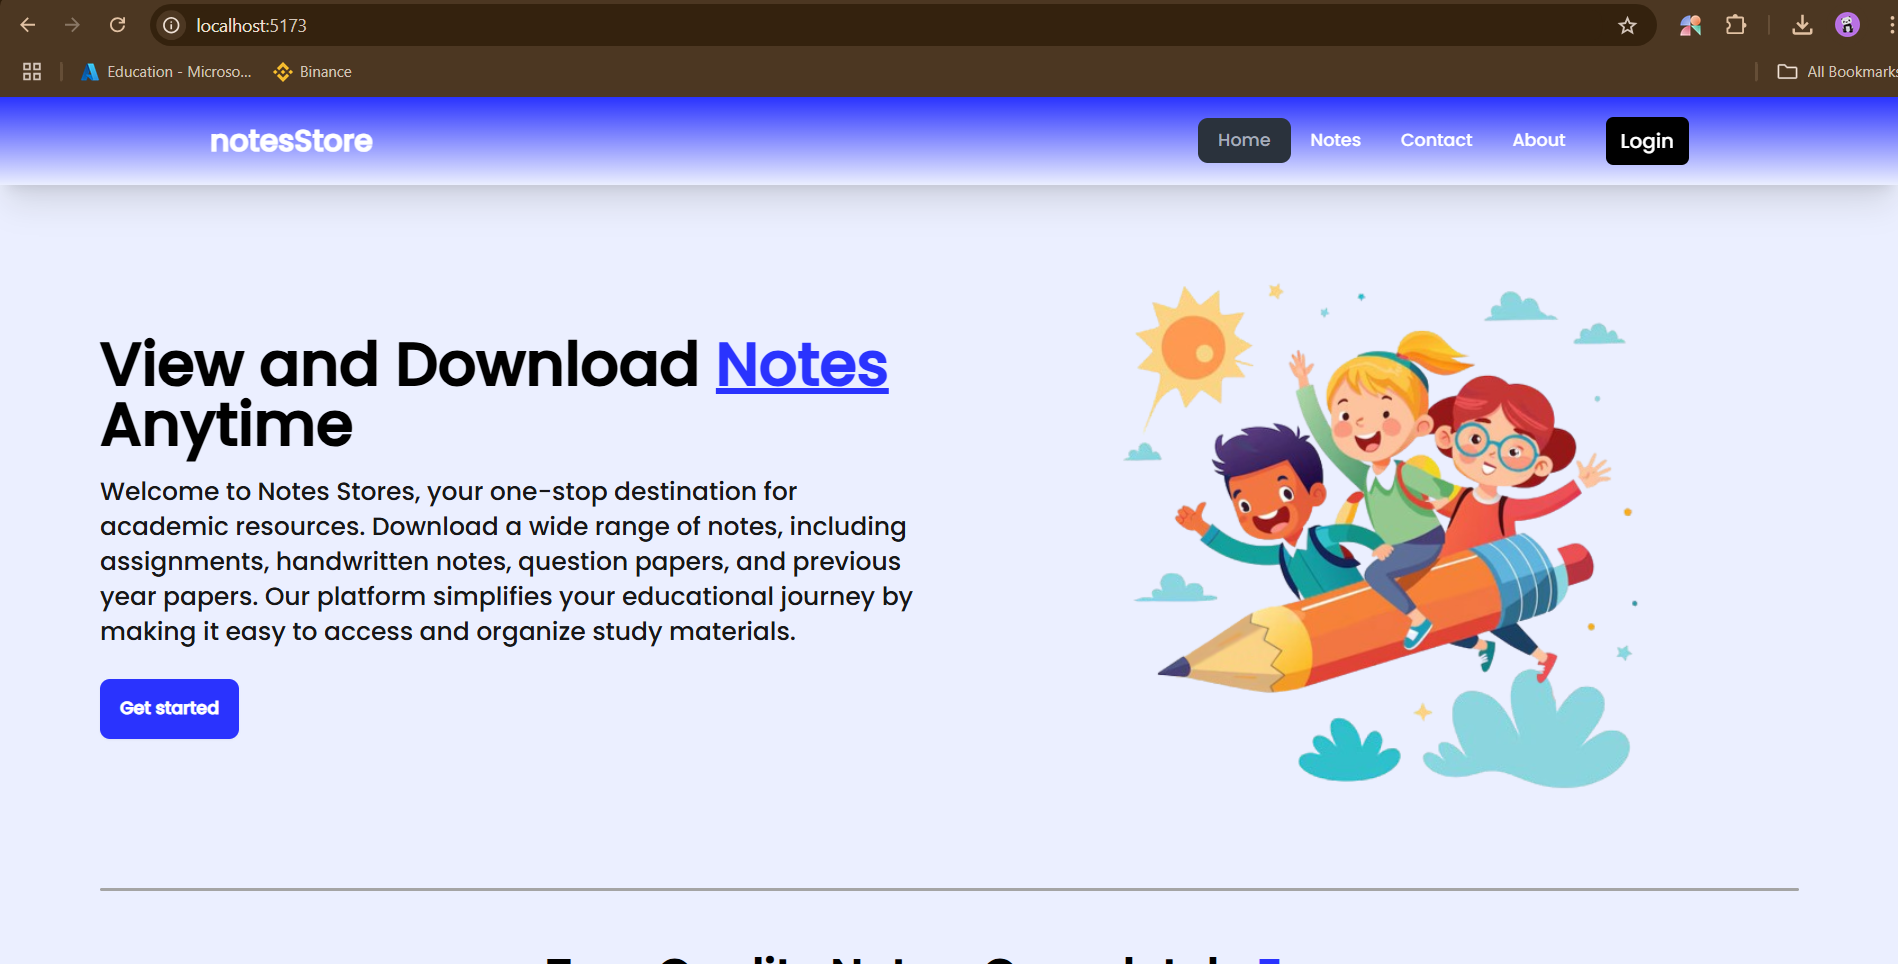 localhost:5173
Education - Microso...
Binance
All Bookmarks
notesStore
Home
Notes
Contact
About
Login
View and Download Notes
Anytime
Welcome to Notes Stores, your one-stop destination for
academic resources. Download a wide range of notes, including
assignments, handwritten notes, question papers, and previous
year papers. Our platform simplifies your educational journey by
making it easy to access and organize study materials.
Get started